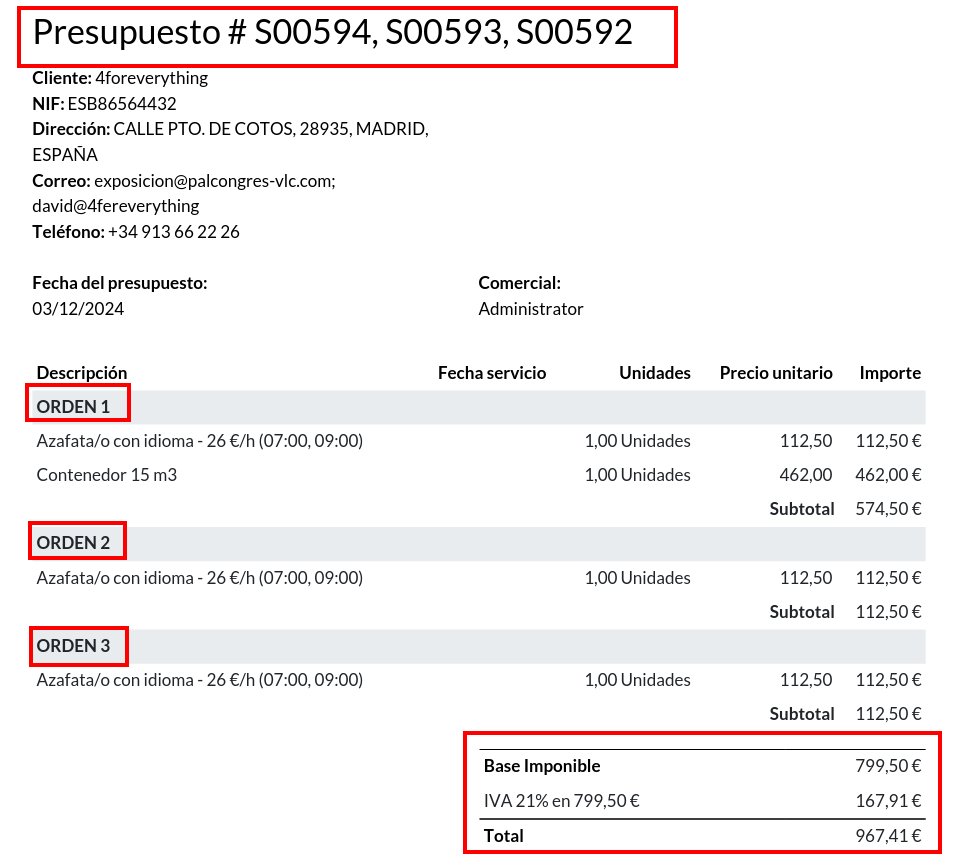 Presupuesto # S00594, S00593, S00592
Cliente: 4foreverything
NIF: ESB86564432
Dirección: CALLE PTO. DE COTOS, 28935, MADRID,
ESPAÑA
Correo: exposicion@palcongres-vlc.com;
david@4fereverything
Teléfono: +34 913 66 22 26
Fecha del presupuesto: Comercial:
03/12/2024 Administrator
Descripción Fecha servicio Unidades Precio unitario Importe
ORDEN 1
Azafata/o con idioma - 26 €/h (07:00, 09:00) 1,00 Unidades 112,50 112,50 €
Contenedor 15 m3 1,00 Unidades 462,00 462,00 €
Subtotal 574,50 €
ORDEN 2
Azafata/o con idioma - 26 €/h (07:00, 09:00) 1,00 Unidades 112,50 112,50 €
Subtotal 112,50 €
ORDEN 3
Azafata/o con idioma - 26 €/h (07:00, 09:00) 1,00 Unidades 112,50 112,50 €
Subtotal 112,50 €
Base Imponible 799,50 €
IVA 21% en 799,50 € 167,91 €
Total 967,41 €